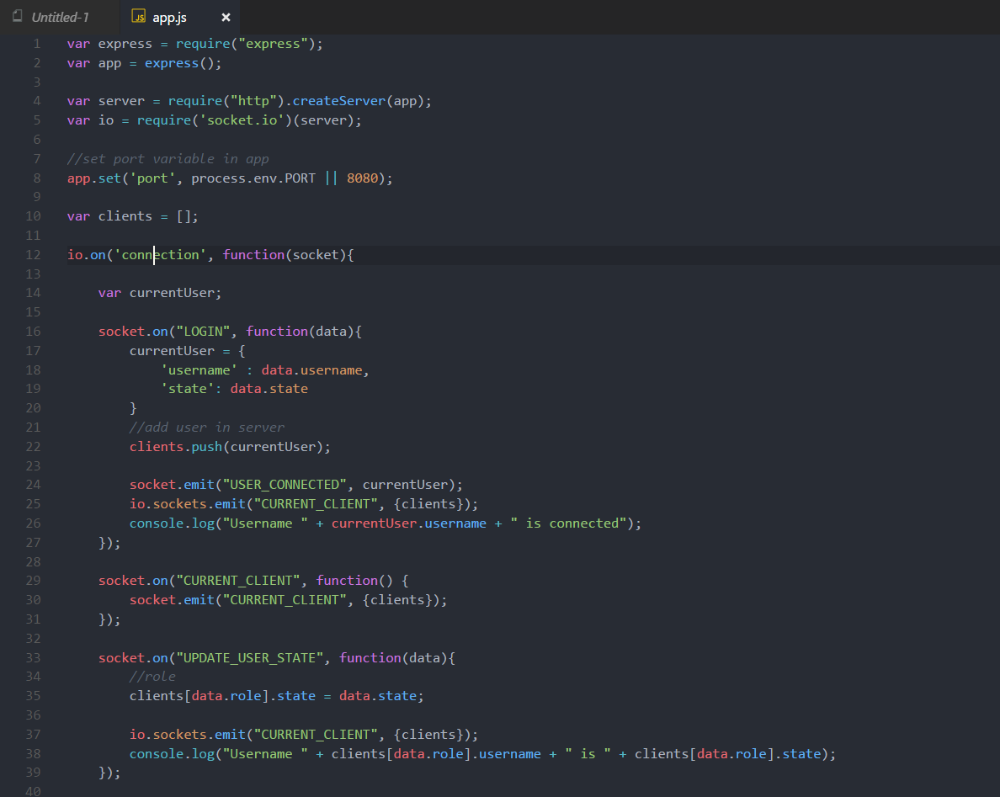 Untitled-1
JS app.js ×
1 var express = require("express");
2 var app = express();
3
4 var server = require("http").createServer(app);
5 var io = require('socket.io')(server);
6
7 //set port variable in app
8 app.set('port', process.env.PORT || 8080);
9
10 var clients = [];
11
12 io.on('connection', function(socket){
13
14     var currentUser;
15
16     socket.on("LOGIN", function(data){
17         currentUser = {
18             'username' : data.username,
19             'state': data.state
20         }
21         //add user in server
22         clients.push(currentUser);
23
24         socket.emit("USER_CONNECTED", currentUser);
25         io.sockets.emit("CURRENT_CLIENT", {clients});
26         console.log("Username " + currentUser.username + " is connected");
27     });
28
29     socket.on("CURRENT_CLIENT", function() {
30         socket.emit("CURRENT_CLIENT", {clients});
31     });
32
33     socket.on("UPDATE_USER_STATE", function(data){
34         //role
35         clients[data.role].state = data.state;
36
37         io.sockets.emit("CURRENT_CLIENT", {clients});
38         console.log("Username " + clients[data.role].username + " is " + clients[data.role].state);
39     });
40